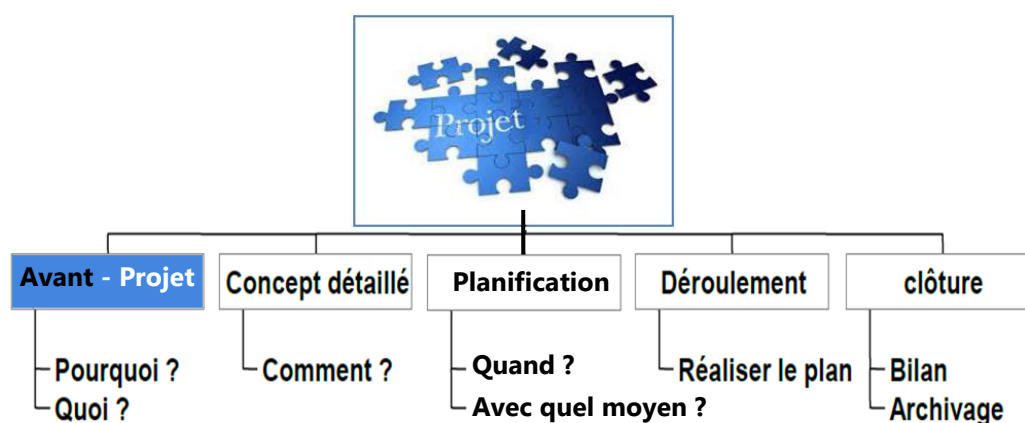 Projet
Avant - Projet
Concept détaillé
Planification
Déroulement
clôture
Pourquoi ?
Quoi ?
Comment ?
Quand ?
Avec quel moyen ?
Réaliser le plan
Bilan
Archivage